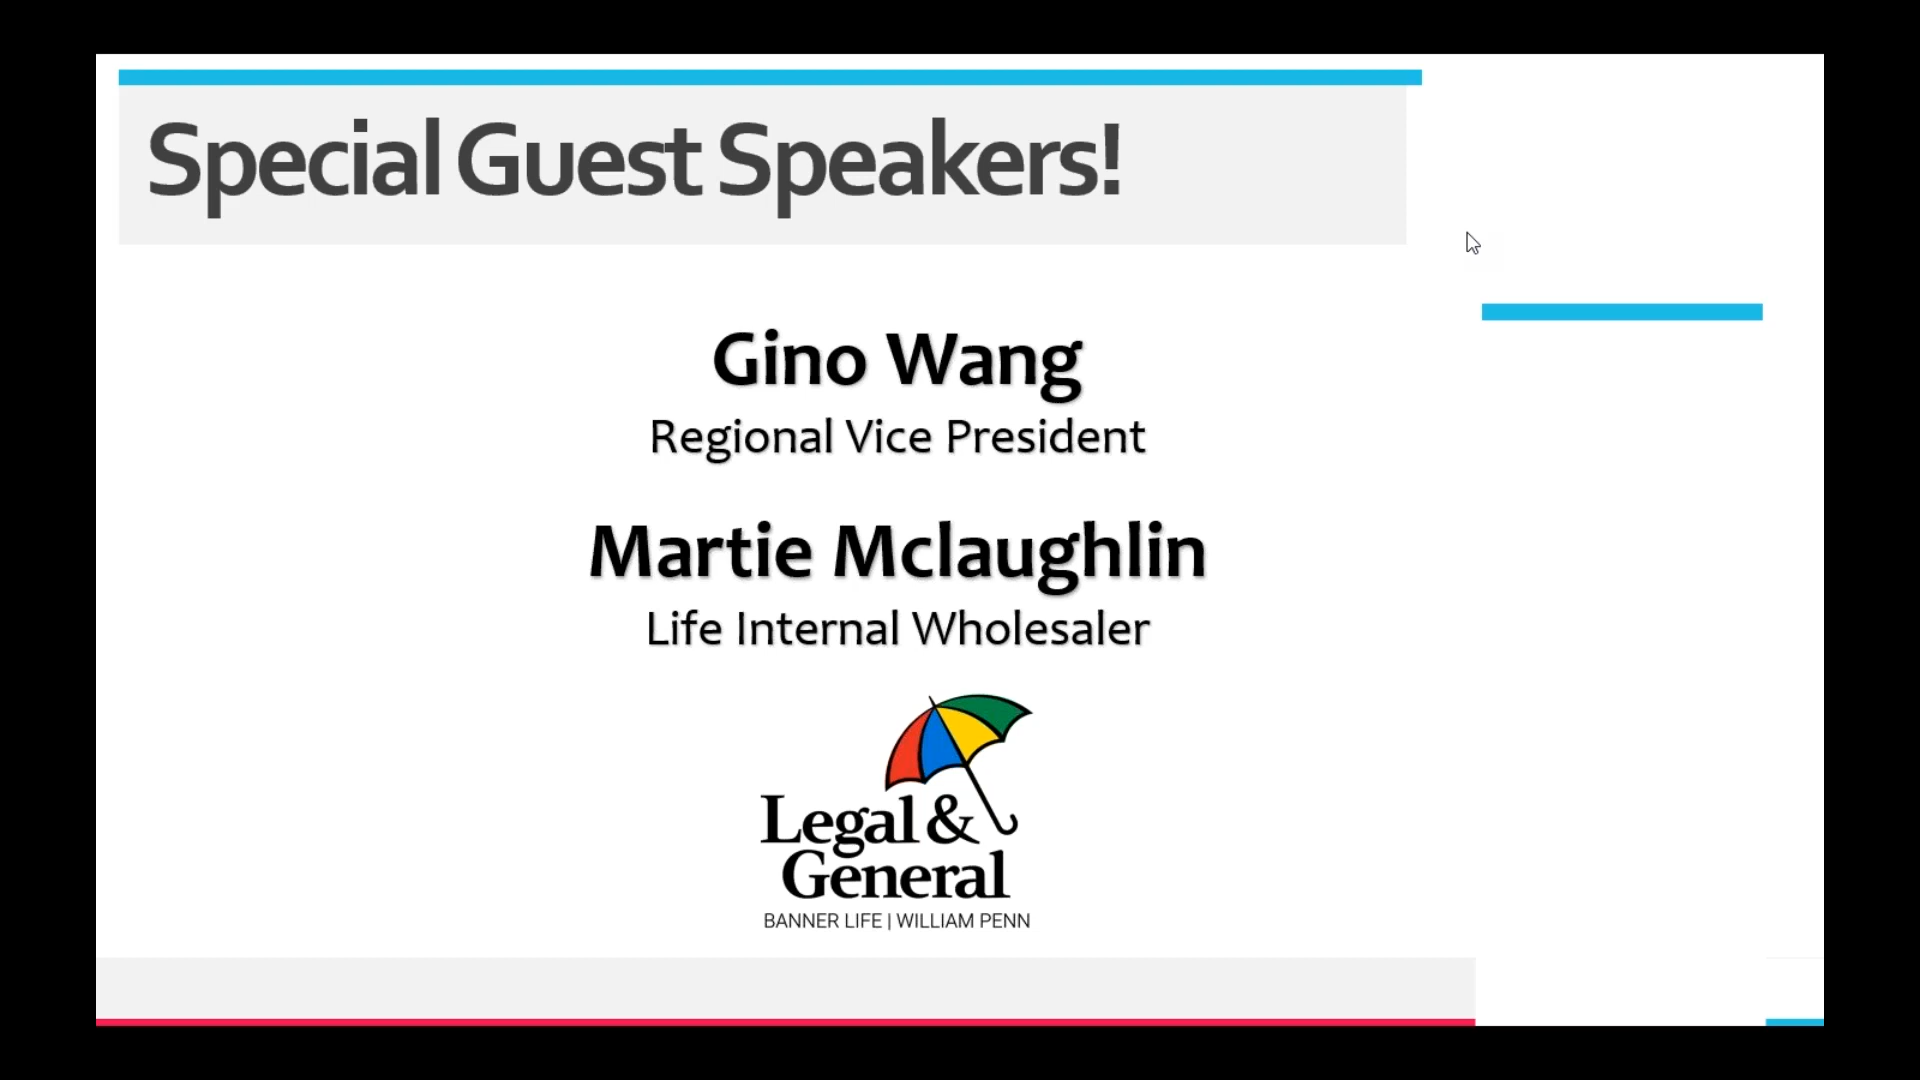 Special Guest Speakers!
Gino Wang
Regional Vice President
Martie Mclaughlin
Life Internal Wholesaler
Legal &
General
BANNER LIFE | WILLIAM PENN